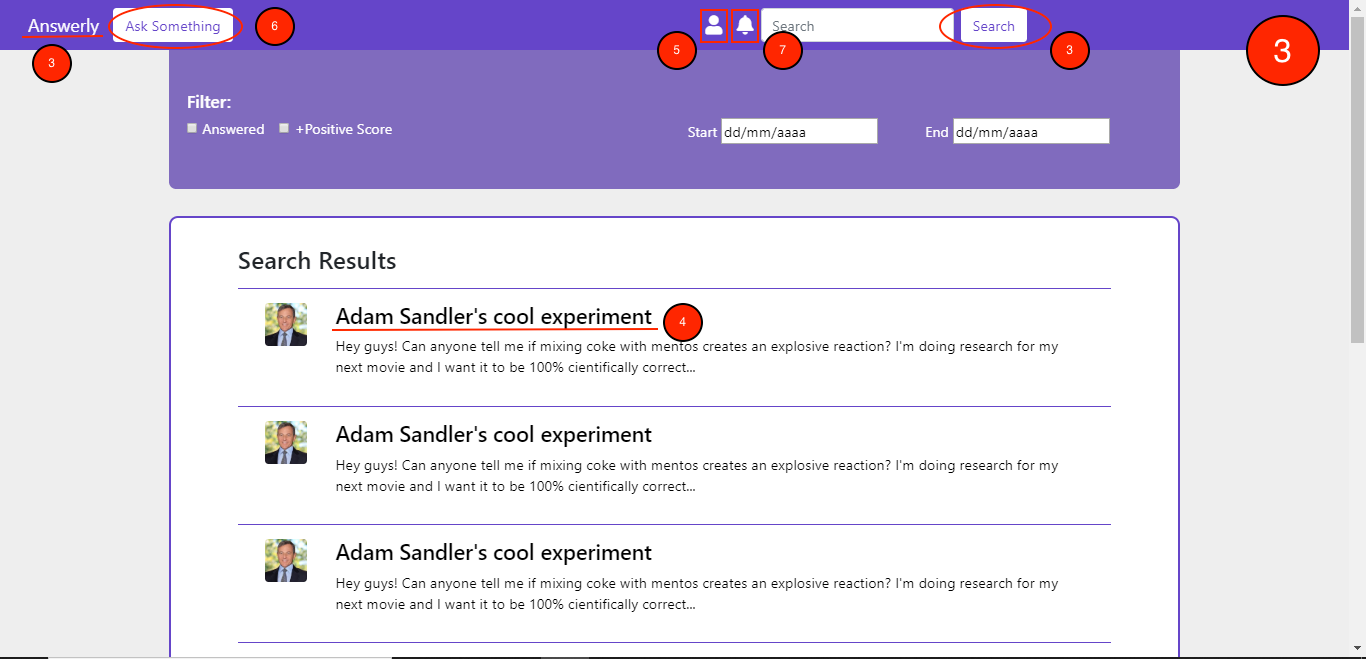 Answerly Ask Something 6 Search Search
3 5 7 3 3
Filter:
Answered +Positive Score Start dd/mm/aaaa End dd/mm/aaaa
Search Results
Adam Sandler's cool experiment 4
Hey guys! Can anyone tell me if mixing coke with mentos creates an explosive reaction? I'm doing research for my
next movie and I want it to be 100% cientifically correct...
Adam Sandler's cool experiment
Hey guys! Can anyone tell me if mixing coke with mentos creates an explosive reaction? I'm doing research for my
next movie and I want it to be 100% cientifically correct...
Adam Sandler's cool experiment
Hey guys! Can anyone tell me if mixing coke with mentos creates an explosive reaction? I'm doing research for my
next movie and I want it to be 100% cientifically correct...